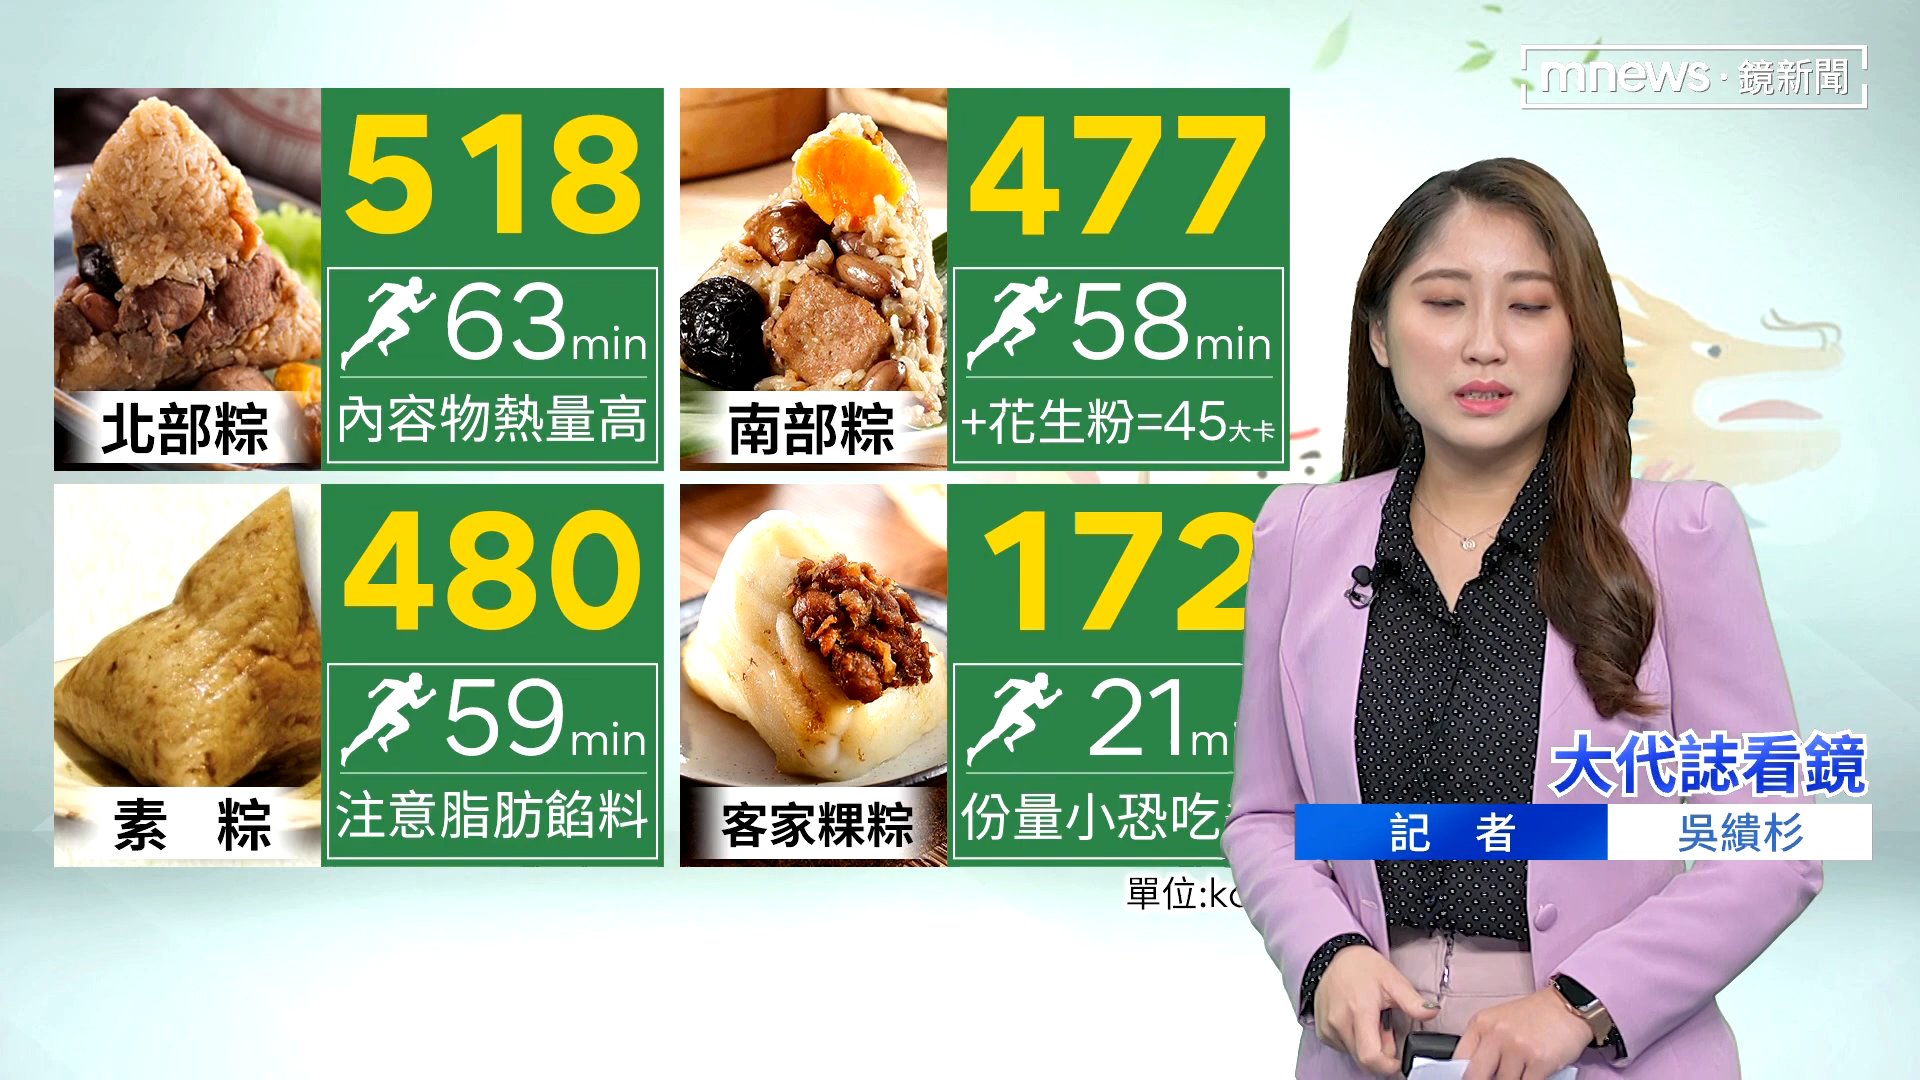 mnews·鏡新聞
518
63min
內容物熱量高
北部粽
477
58min
+花生粉=45大卡
南部粽
480
59min
注意脂肪餡料
素 粽
172
21
份量小恐吃
客家粿粽
單位:
大代誌看鏡
記 者
吳繢杉